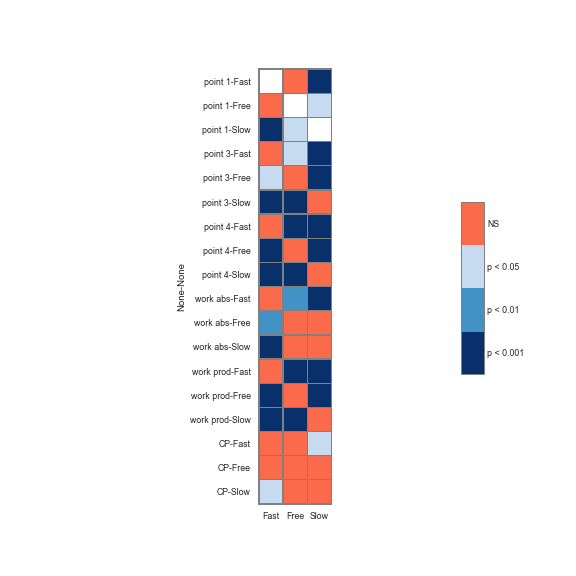 point 1-Fast
point 1-Free
point 1-Slow
point 3-Fast
point 3-Free
point 3-Slow
point 4-Fast
point 4-Free
point 4-Slow
work abs-Fast
work abs-Free
work abs-Slow
work prod-Fast
work prod-Free
work prod-Slow
CP-Fast
CP-Free
CP-Slow
None-None
Fast Free Slow
NS
p < 0.05
p < 0.01
p < 0.001